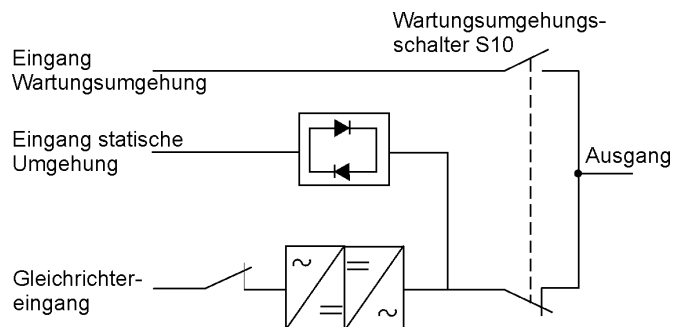 Wartungsumgehungs-
schalter S10
Eingang
Wartungsumgehung
Eingang statische
Umgehung
Ausgang
Gleichrichter-
eingang